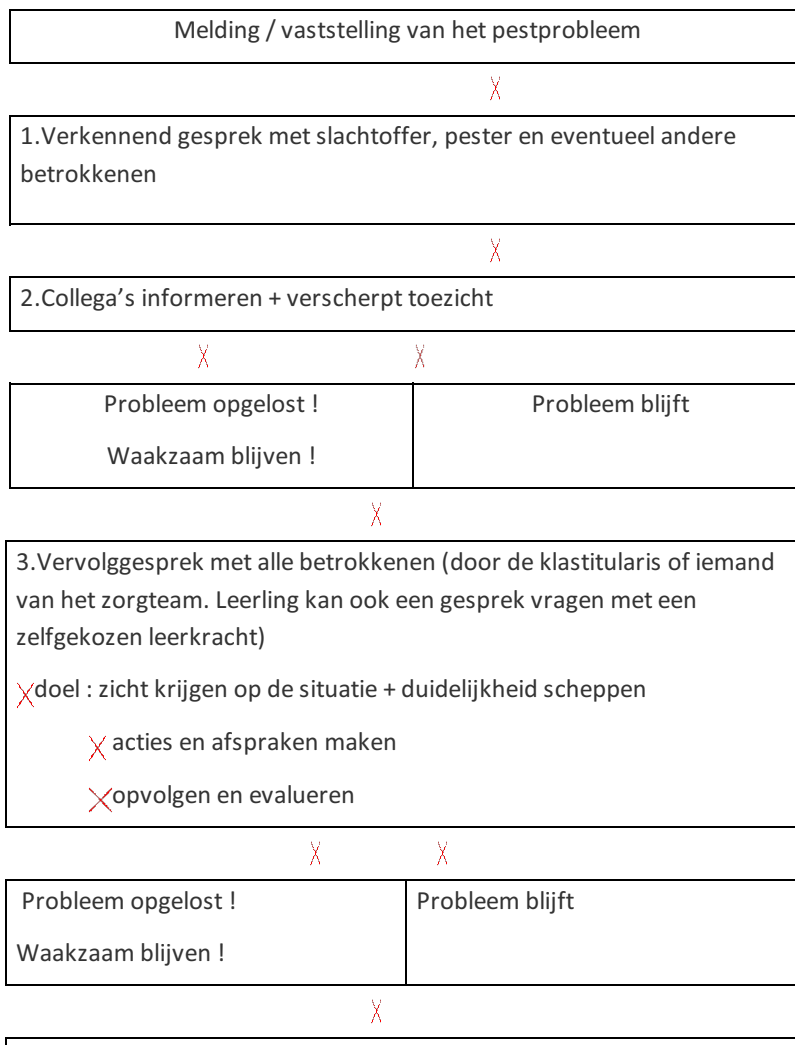 Melding / vaststelling van het pestprobleem
1.Verkennend gesprek met slachtoffer, pester en eventueel andere
betrokkenen
2.Collega’s informeren + verscherpt toezicht
Probleem opgelost !
Waakzaam blijven !
Probleem blijft
3.Vervolggesprek met alle betrokkenen (door de klastitularis of iemand
van het zorgteam. Leerling kan ook een gesprek vragen met een
zelfgekozen leerkracht)
doel : zicht krijgen op de situatie + duidelijkheid scheppen
acties en afspraken maken
opvolgen en evalueren
Probleem opgelost !
Waakzaam blijven !
Probleem blijft